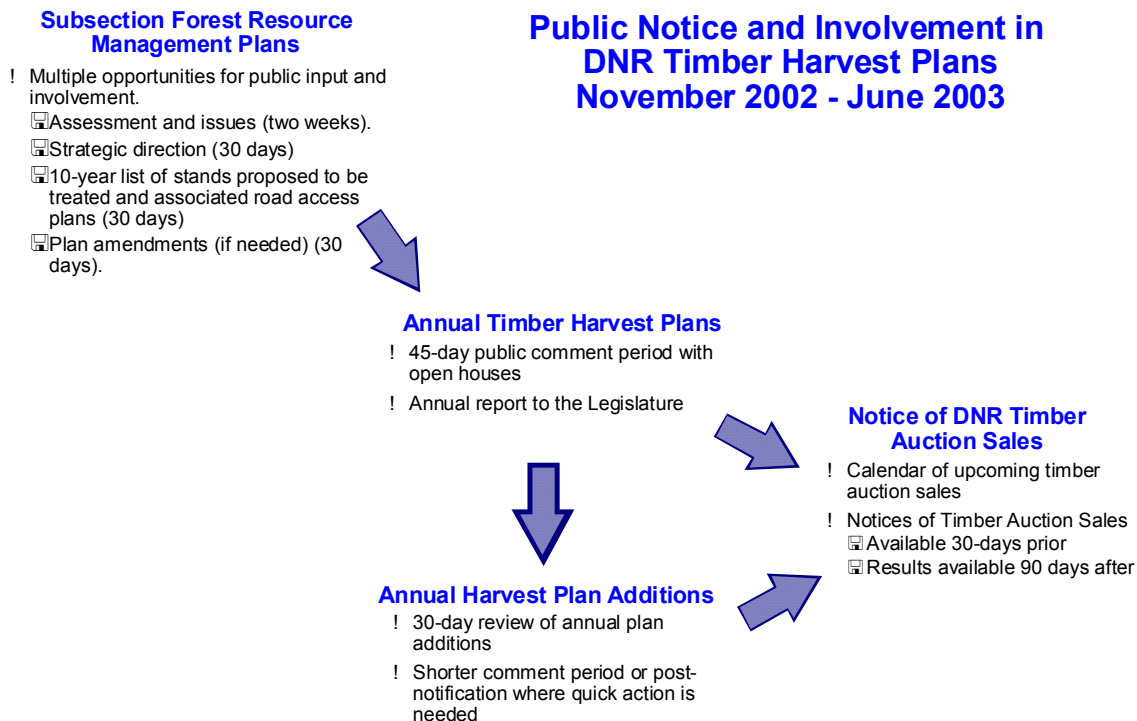 Subsection Forest Resource
Management Plans
! Multiple opportunities for public input and
involvement.
Assessment and issues (two weeks).
Strategic direction (30 days)
10-year list of stands proposed to be
treated and associated road access
plans (30 days)
Plan amendments (if needed) (30
days).
Public Notice and Involvement in
DNR Timber Harvest Plans
November 2002 - June 2003
Annual Timber Harvest Plans
! 45-day public comment period with
open houses
! Annual report to the Legislature
Notice of DNR Timber
Auction Sales
! Calendar of upcoming timber
auction sales
! Notices of Timber Auction Sales
Available 30-days prior
Results available 90 days after
Annual Harvest Plan Additions
! 30-day review of annual plan
additions
! Shorter comment period or post-
notification where quick action is
needed